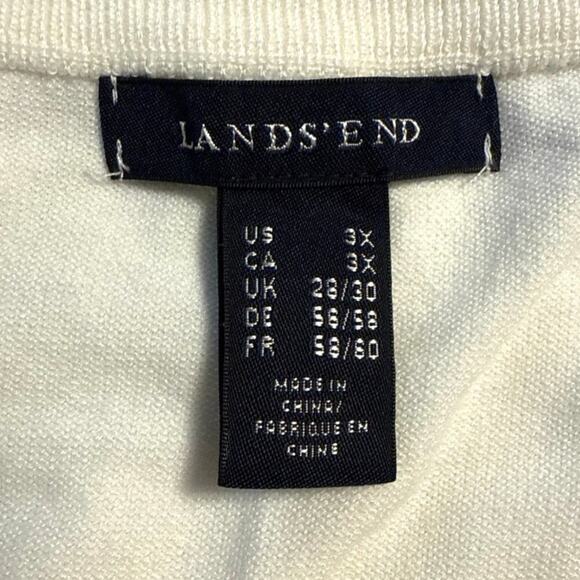 LANDS' END
US 3X
CA 3X
UK 28/30
DE 56/58
FR 58/60
MADE IN
CHINA/
FABRIQUE EN
CHINE